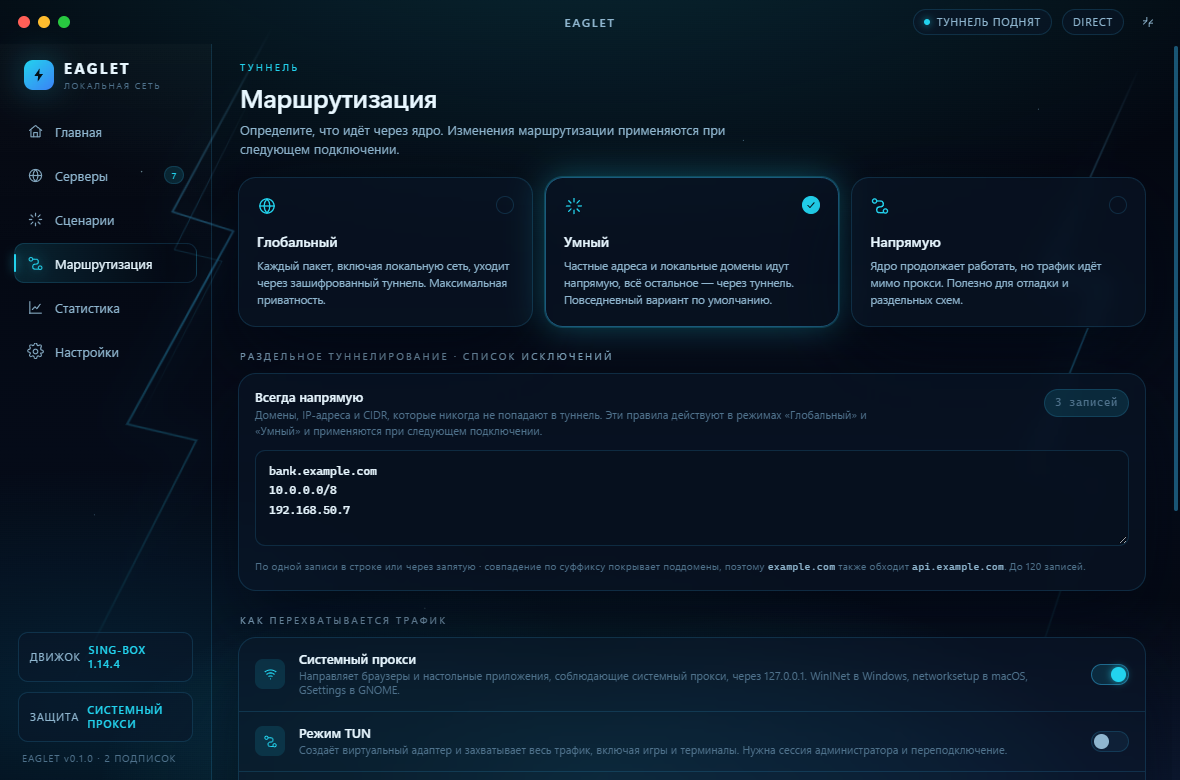 EAGLET
ТУННЕЛЬ ПОДНЯТ
DIRECT
EAGLET
ЛОКАЛЬНАЯ СЕТЬ
Главная
Серверы
7
Сценарии
Маршрутизация
Статистика
Настройки
ДВИЖОК
SING-BOX
1.14.4
ЗАЩИТА
СИСТЕМНЫЙ
ПРОКСИ
EAGLET v0.1.0 · 2 ПОДПИСОК
ТУННЕЛЬ
Маршрутизация
Определите, что идёт через ядро. Изменения маршрутизации применяются при
следующем подключении.
Глобальный
Каждый пакет, включая локальную сеть, уходит
через зашифрованный туннель. Максимальная
приватность.
Умный
Частные адреса и локальные домены идут
напрямую, всё остальное — через туннель.
Повседневный вариант по умолчанию.
Напрямую
Ядро продолжает работать, но трафик идёт
мимо прокси. Полезно для отладки и
раздельных схем.
РАЗДЕЛЬНОЕ ТУННЕЛИРОВАНИЕ · СПИСОК ИСКЛЮЧЕНИЙ
Всегда напрямую
3 записей
Домены, IP-адреса и CIDR, которые никогда не попадают в туннель. Эти правила действуют в режимах «Глобальный» и
«Умный» и применяются при следующем подключении.
bank.example.com
10.0.0.0/8
192.168.50.7
По одной записи в строке или через запятую · совпадение по суффиксу покрывает поддомены, поэтому example.com также обходит api.example.com. До 120 записей.
КАК ПЕРЕХВАТЫВАЕТСЯ ТРАФИК
Системный прокси
Направляет браузеры и настольные приложения, соблюдающие системный прокси, через 127.0.0.1. WinINet в Windows, networksetup в macOS,
GSettings в GNOME.
Режим TUN
Создаёт виртуальный адаптер и захватывает весь трафик, включая игры и терминалы. Нужна сессия администратора и переподключение.